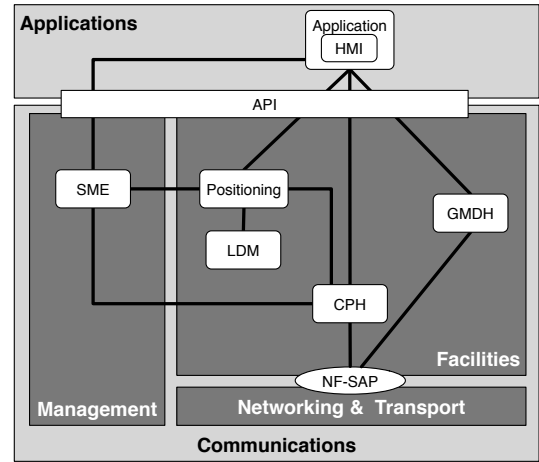 Applications
Application
HMI
API
SME
Positioning
GMDH
LDM
CPH
Facilities
NF-SAP
Management
Networking & Transport
Communications